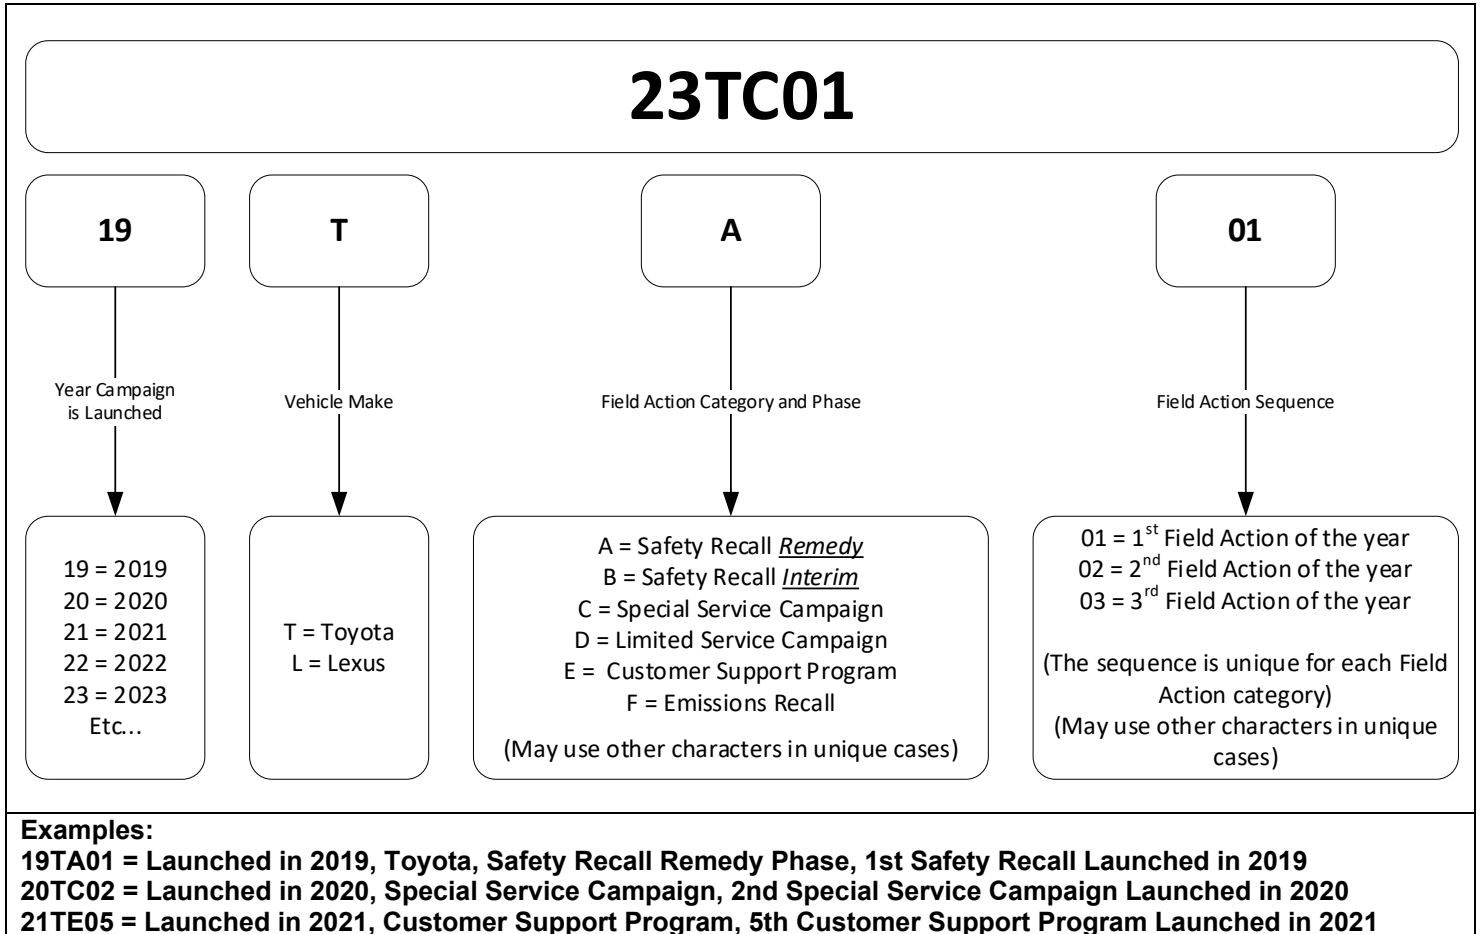 23TC01
19
T
A
01
Year Campaign
is Launched
Vehicle Make
Field Action Category and Phase
Field Action Sequence
19 = 2019
20 = 2020
21 = 2021
22 = 2022
23 = 2023
Etc…
T = Toyota
L = Lexus
A = Safety Recall Remedy
B = Safety Recall Interim
C = Special Service Campaign
D = Limited Service Campaign
E =  Customer Support Program
F = Emissions Recall
(May use other characters in unique cases)
01 = 1st Field Action of the year
02 = 2nd Field Action of the year
03 = 3rd Field Action of the year
(The sequence is unique for each Field
Action category)
(May use other characters in unique
cases)
Examples:
19TA01 = Launched in 2019, Toyota, Safety Recall Remedy Phase, 1st Safety Recall Launched in 2019
20TC02 = Launched in 2020, Special Service Campaign, 2nd Special Service Campaign Launched in 2020
21TE05 = Launched in 2021, Customer Support Program, 5th Customer Support Program Launched in 2021